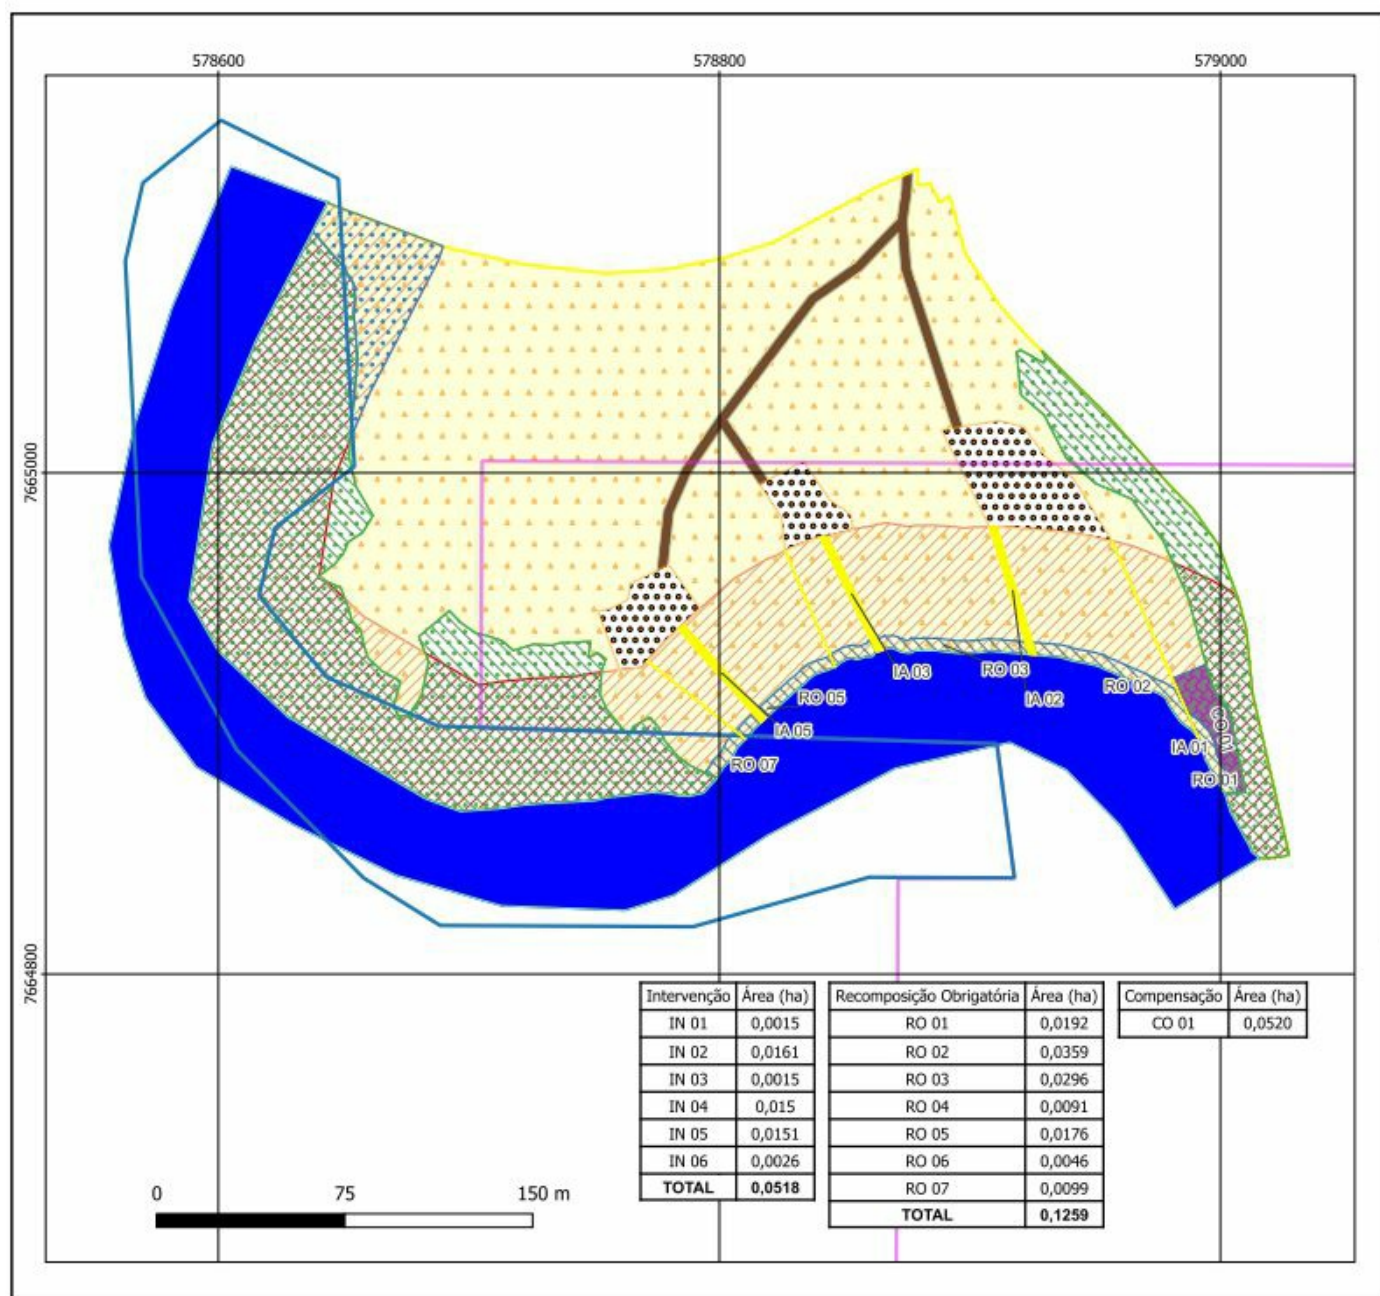 578600 578800 579000
7665000
RO 05
IA 03
RO 03
IA 02
RO 02
IA 05
RO 07
CO 01
IA 01
RO 01
7664800
Intervenção Área (ha)
IN 01 0,0015
IN 02 0,0161
IN 03 0,0015
IN 04 0,015
IN 05 0,0151
IN 06 0,0026
TOTAL 0,0518
Recomposição Obrigatória Área (ha)
RO 01 0,0192
RO 02 0,0359
RO 03 0,0296
RO 04 0,0091
RO 05 0,0176
RO 06 0,0046
RO 07 0,0099
TOTAL 0,1259
Compensação Área (ha)
CO 01 0,0520
0 75 150 m